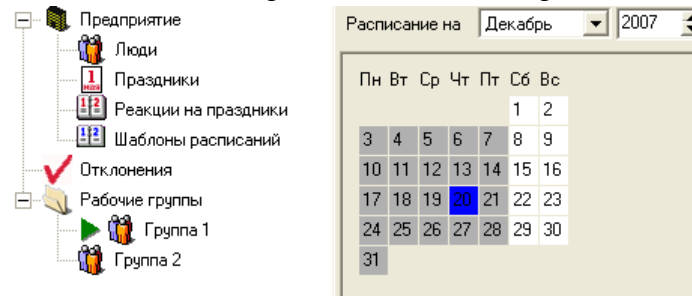 Предприятие
Люди
1 Праздники
Реакции на праздники
Шаблоны расписаний
Отклонения
Рабочие группы
Группа 1
Группа 2
Расписание на Декабрь 2007
Пн Вт Ср Чт Пт Сб Вс
1 2
3 4 5 6 7 8 9
10 11 12 13 14 15 16
17 18 19 20 21 22 23
24 25 26 27 28 29 30
31